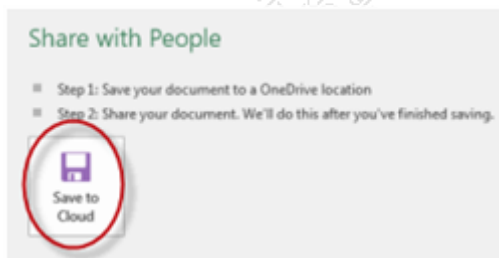 Share with People
Step 1: Save your document to a OneDrive location
Step 2: Share your document. We'll do this after you've finished saving.
Save to
Cloud